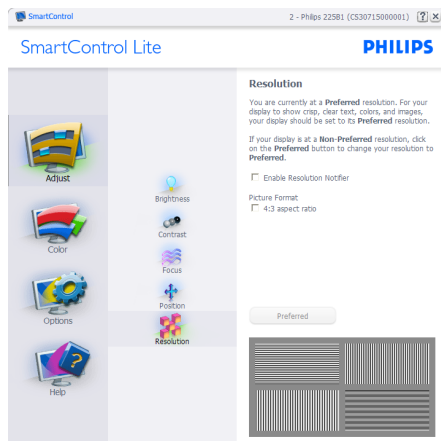 SmartControl
2 - Philips 225B1 (CS30715000001)
SmartControl Lite
PHILIPS
Adjust
Color
Options
Help
Brightness
Contrast
Focus
Position
Resolution
Resolution
You are currently at a Preferred resolution. For your
display to show crisp, clear text, colors, and images,
your display should be set to its Preferred resolution.
If your display is at a Non-Preferred resolution, click
on the Preferred button to change your resolution to
Preferred.
Enable Resolution Notifier
Picture Format
4:3 aspect ratio
Preferred